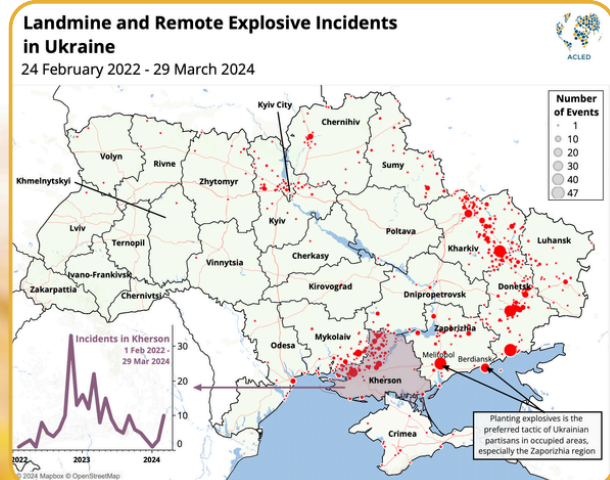 Landmine and Remote Explosive Incidents
in Ukraine
24 February 2022 - 29 March 2024
ACLED
Kyiv City
Number
of Events
1
10
20
30
40
47
Chernihiv
Volyn
Rivne
Zhytomyr
Sumy
Khmelnytskyi
Lviv
Ternopil
Kyiv
Poltava
Kharkiv
Luhansk
Ivano-Frankivsk
Vinnytsia
Cherkasy
Zakarpattia
Chernivtsi
Kirovograd
Dnipropetrovsk
Donetsk
Odesa
Mykolaiv
Zaporizhia
Melitopol
Berdiansk
Kherson
Crimea
Incidents in Kherson
1 Feb 2022 -
29 Mar 2024
30
20
10
0
2022
2023
2024
Planting explosives is the
preferred tactic of Ukrainian
partisans in occupied areas,
especially the Zaporizhia region
© 2024 Mapbox © OpenStreetMap